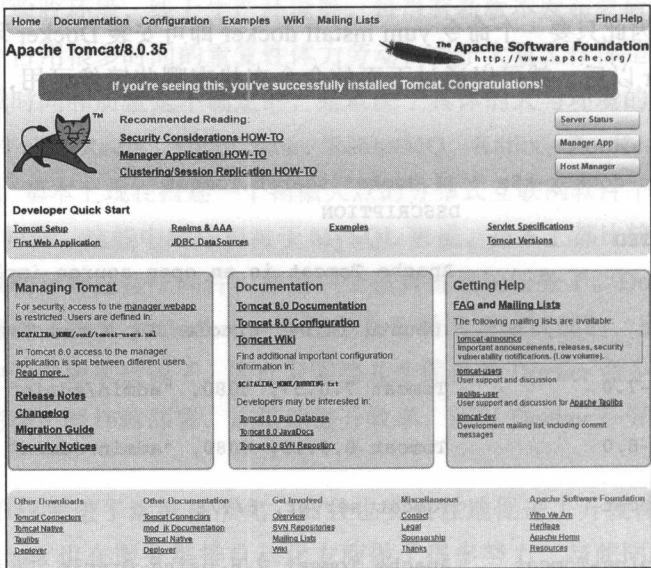 Home Documentation Configuration Examples Wiki Mailing Lists Find Help
Apache Tomcat/8.0.35
The Apache Software Foundation
http://www.apache.org/
If you're seeing this, you've successfully installed Tomcat. Congratulations!
TM
Recommended Reading:
Security Considerations HOW-TO
Manager Application HOW-TO
Clustering/Session Replication HOW-TO
Server Status
Manager App
Host Manager
Developer Quick Start
Tomcat Setup
First Web Application
Realms & AAA
JDBC DataSources
Examples
Servlet Specifications
Tomcat Versions
Managing Tomcat
For security, access to the manager webapp
is restricted. Users are defined in:
$CATALINA_HOME/conf/tomcat-users.xml
In Tomcat 8.0 access to the manager
application is split between different users.
Read more...
Release Notes
Changelog
Migration Guide
Security Notices
Documentation
Tomcat 8.0 Documentation
Tomcat 8.0 Configuration
Tomcat Wiki
Find additional important configuration
information in:
$CATALINA_HOME/RUNNING.txt
Developers may be interested in:
Tomcat 8.0 Bug Database
Tomcat 8.0 JavaDocs
Tomcat 8.0 SVN Repository
Getting Help
FAQ and Mailing Lists
The following mailing lists are available:
tomcat-announce
Important announcements, releases, security
vulnerability notifications. (Low volume).
tomcat-users
User support and discussion
taglibs-user
User support and discussion for Apache Taglibs
tomcat-dev
Development mailing list, including commit
messages
Other Downloads
Tomcat Connectors
Tomcat Native
Taglibs
Deployer
Other Documentation
Tomcat Connectors
mod_jk Documentation
Tomcat Native
Deployer
Get Involved
Overview
SVN Repositories
Mailing Lists
Wiki
Miscellaneous
Contact
Legal
Sponsorship
Thanks
Apache Software Foundation
Who We Are
Heritage
Apache Home
Resources